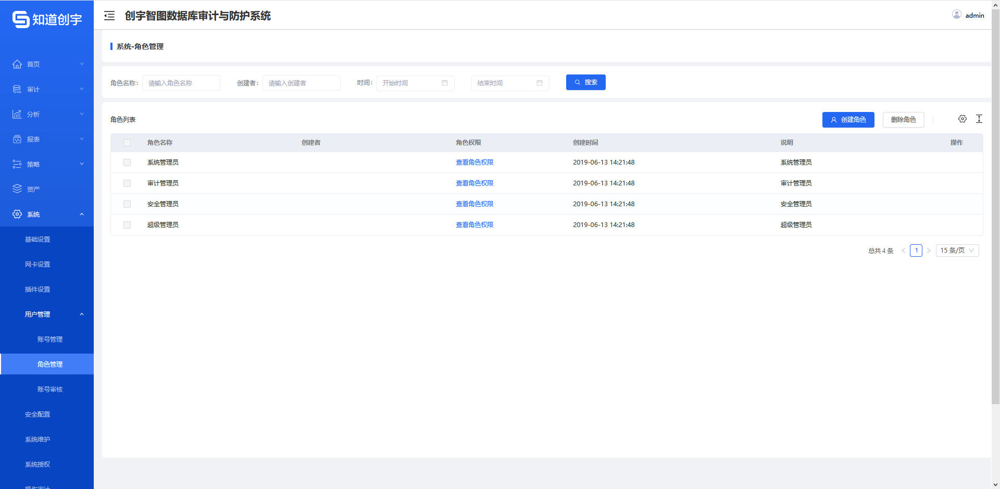 知道创宇
创宇智图数据库审计与防护系统
admin
首页
审计
分析
报表
策略
资产
系统
基础设置
网卡设置
插件设置
用户管理
账号管理
角色管理
账号审核
安全配置
系统维护
系统授权
操作审计
系统-角色管理
角色名称: 请输入角色名称 创建者: 请输入创建者 时间: 开始时间 结束时间 搜索
角色列表 创建角色 删除角色
角色名称 创建者 角色权限 创建时间 说明 操作
系统管理员 查看角色权限 2019-06-13 14:21:48 系统管理员
审计管理员 查看角色权限 2019-06-13 14:21:48 审计管理员
安全管理员 查看角色权限 2019-06-13 14:21:48 安全管理员
超级管理员 查看角色权限 2019-06-13 14:21:48 超级管理员
总共 4 条 < 1 > 15 条/页